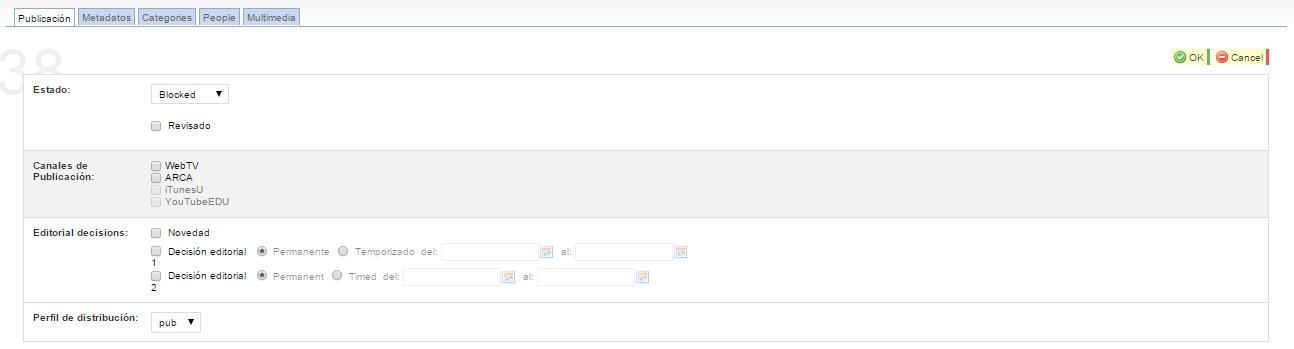 Publicación Metadatos Categories People Multimedia
38
OK Cancel
Estado: Blocked
Revisado
Canales de Publicación: WebTV
ARCA
iTunesU
YouTubeEDU
Editorial decisions: Novedad
Decisión editorial 1 Permanente Temporizado del: al:
Decisión editorial 2 Permanent Timed del: al:
Perfil de distribución: pub